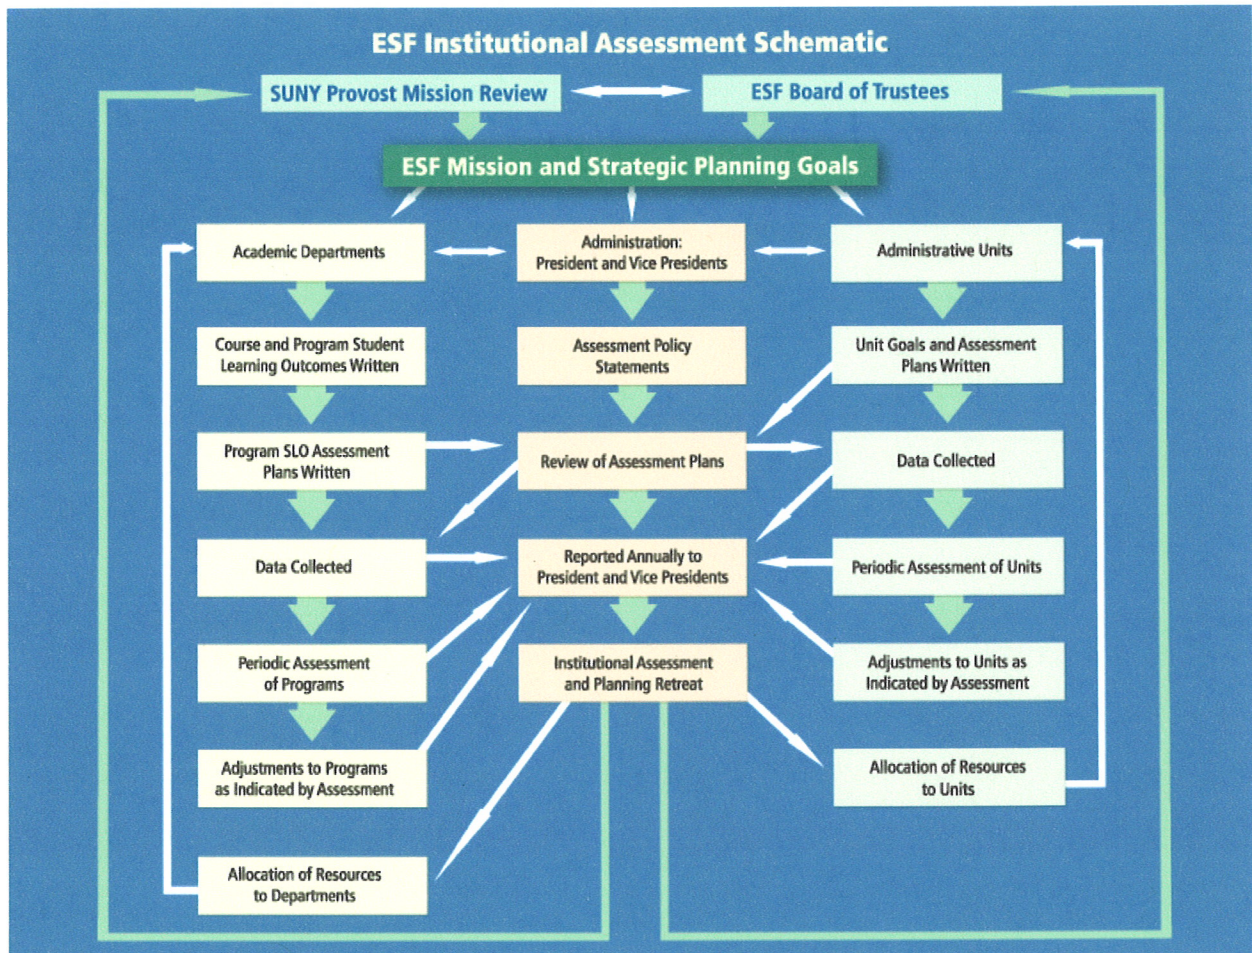 ESF Institutional Assessment Schematic
SUNY Provost Mission Review
ESF Board of Trustees
ESF Mission and Strategic Planning Goals
Academic Departments
Administration:
President and Vice Presidents
Administrative Units
Course and Program Student
Learning Outcomes Written
Assessment Policy
Statements
Unit Goals and Assessment
Plans Written
Program SLO Assessment
Plans Written
Review of Assessment Plans
Data Collected
Data Collected
Reported Annually to
President and Vice Presidents
Periodic Assessment of Units
Periodic Assessment
of Programs
Institutional Assessment
and Planning Retreat
Adjustments to Units as
Indicated by Assessment
Adjustments to Programs
as Indicated by Assessment
Allocation of Resources
to Units
Allocation of Resources
to Departments